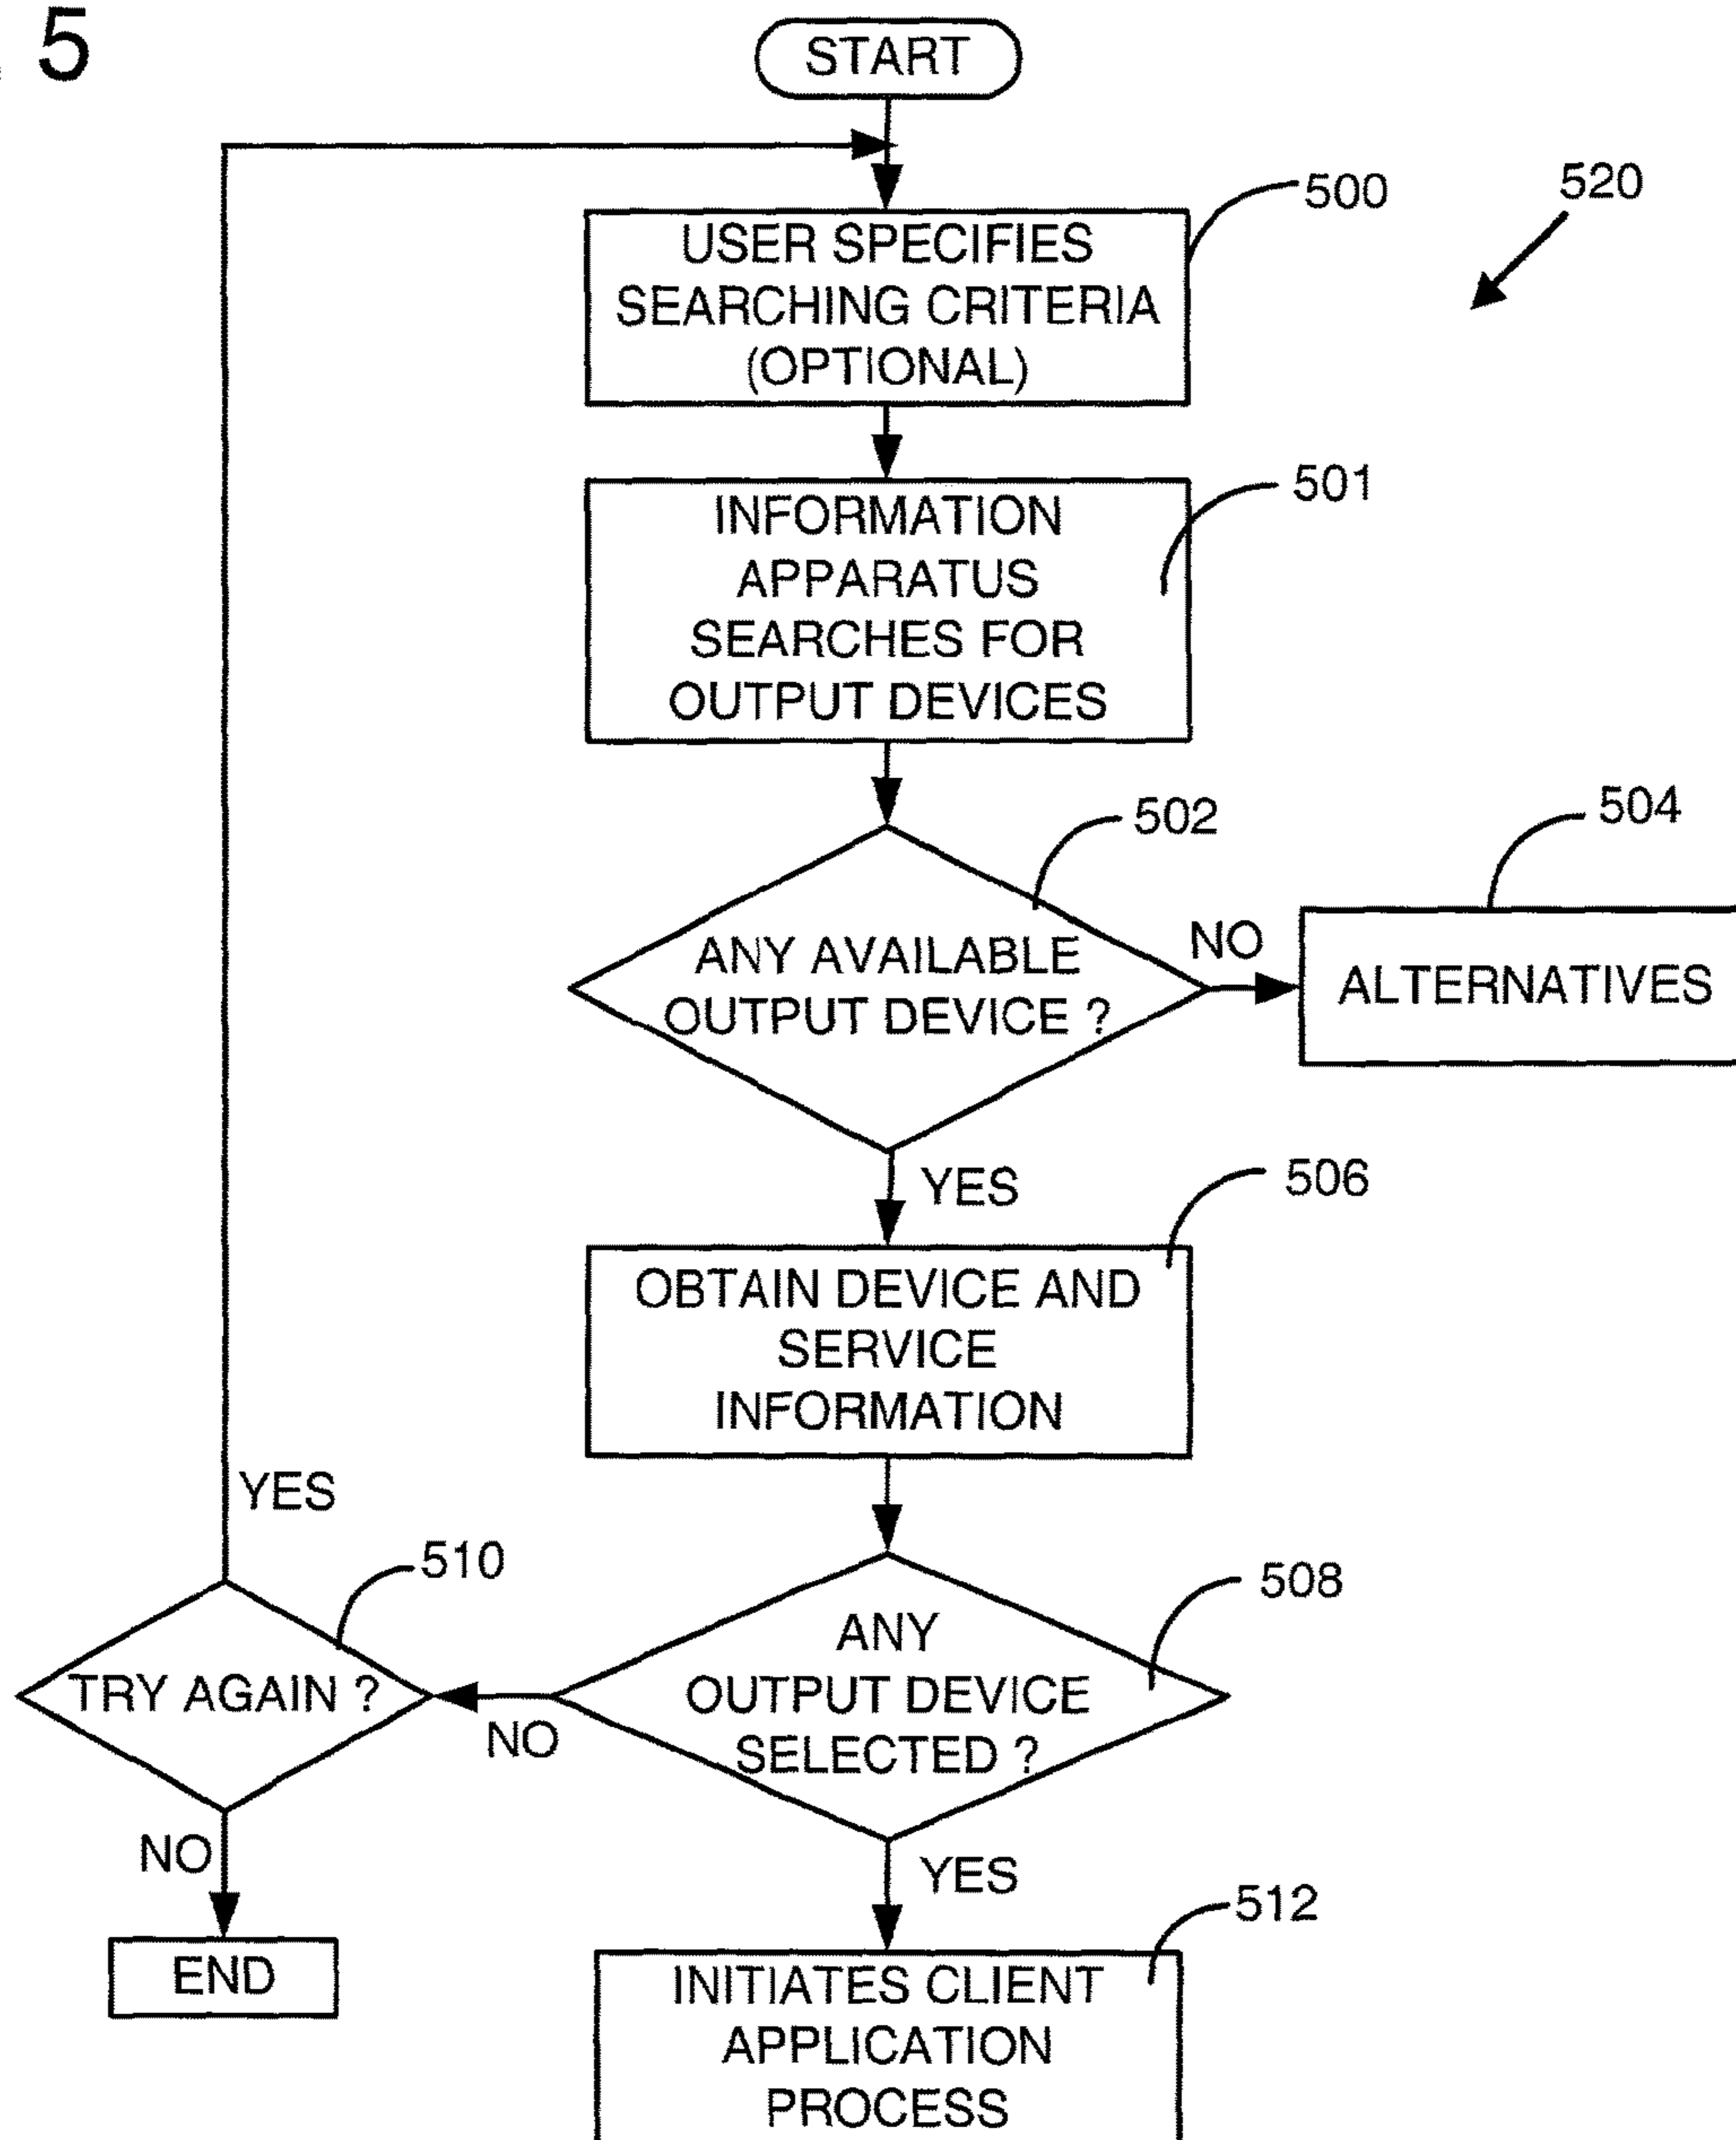 5
START
500
520
USER SPECIFIES
SEARCHING CRITERIA
(OPTIONAL)
501
INFORMATION
APPARATUS
SEARCHES FOR
OUTPUT DEVICES
502
504
ANY AVAILABLE
OUTPUT DEVICE ?
NO
ALTERNATIVES
YES
506
OBTAIN DEVICE AND
SERVICE
INFORMATION
YES
510
508
ANY
OUTPUT DEVICE
SELECTED ?
TRY AGAIN ?
NO
NO
YES
512
END
INITIATES CLIENT
APPLICATION
PROCESS